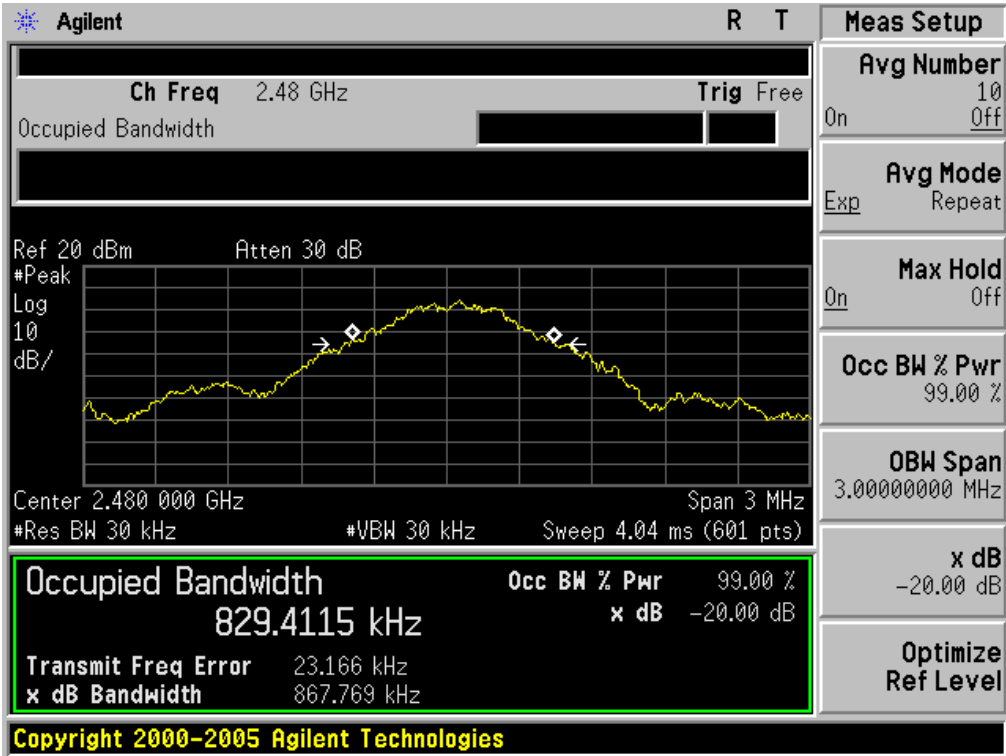 Agilent R T
Ch Freq 2.48 GHz Trig Free
Occupied Bandwidth
Ref 20 dBm Atten 30 dB
#Peak
Log
10
dB/
Center 2.480 000 GHz Span 3 MHz
#Res BW 30 kHz #VBW 30 kHz Sweep 4.04 ms (601 pts)
Occupied Bandwidth Occ BW % Pwr 99.00 %
829.4115 kHz x dB -20.00 dB
Transmit Freq Error 23.166 kHz
x dB Bandwidth 867.769 kHz
Copyright 2000-2005 Agilent Technologies
Meas Setup
Avg Number
10
On Off
Avg Mode
Exp Repeat
Max Hold
On Off
Occ BW % Pwr
99.00 %
OBW Span
3.00000000 MHz
x dB
-20.00 dB
Optimize
Ref Level